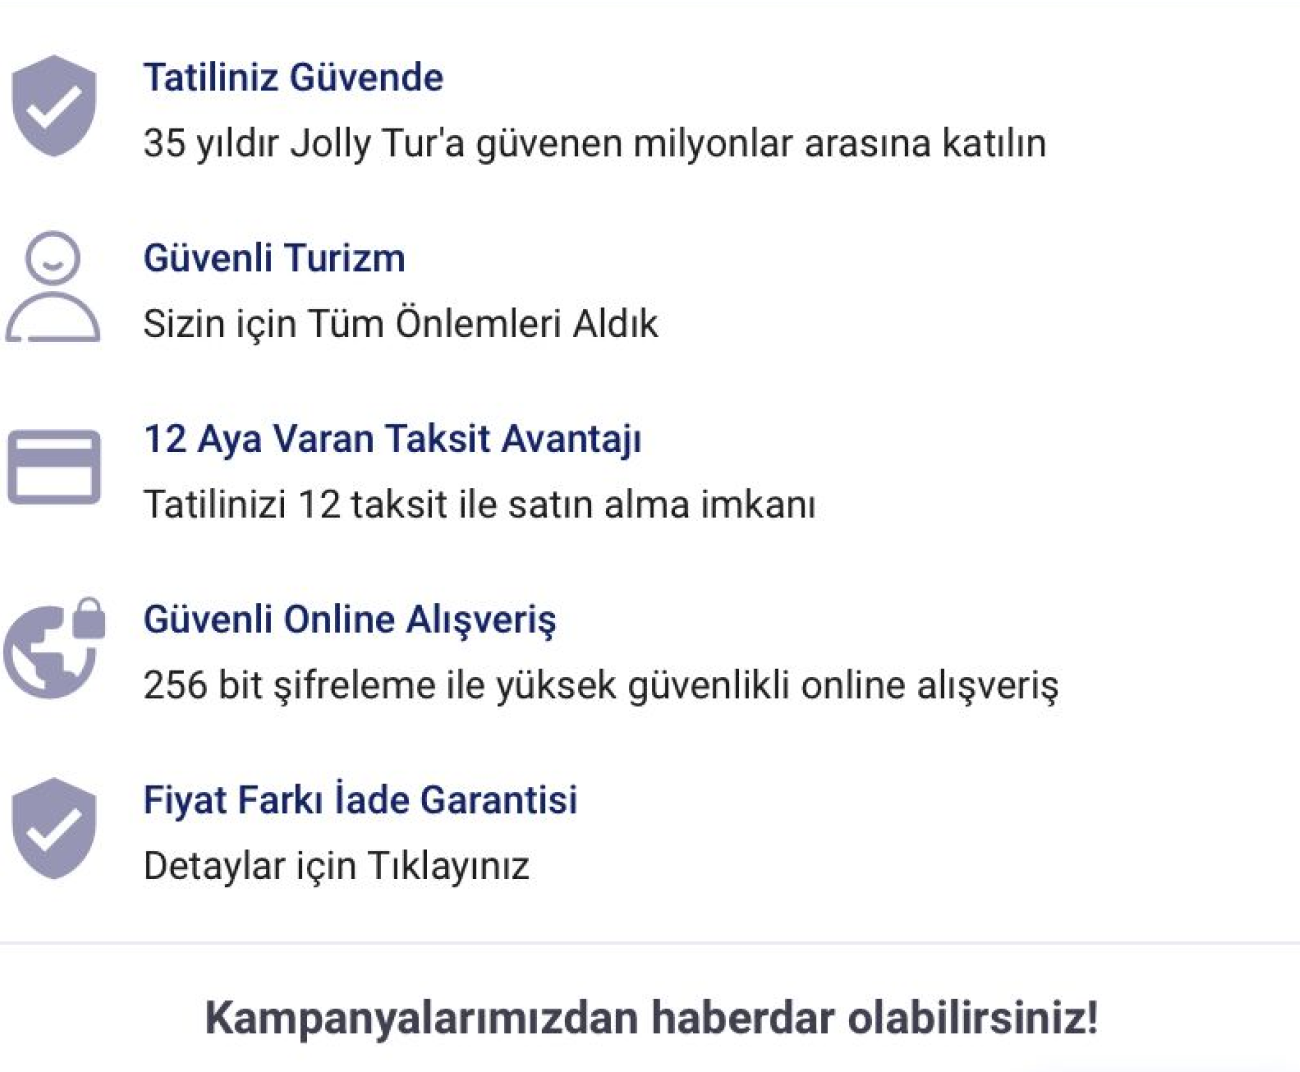 Tatiliniz Güvende
35 yıldır Jolly Tur'a güvenen milyonlar arasına katılın
Güvenli Turizm
Sizin için Tüm Önlemleri Aldık
12 Aya Varan Taksit Avantajı
Tatilinizi 12 taksit ile satın alma imkanı
Güvenli Online Alışveriş
256 bit şifreleme ile yüksek güvenlikli online alışveriş
Fiyat Farkı İade Garantisi
Detaylar için Tıklayınız
Kampanyalarımızdan haberdar olabilirsiniz!